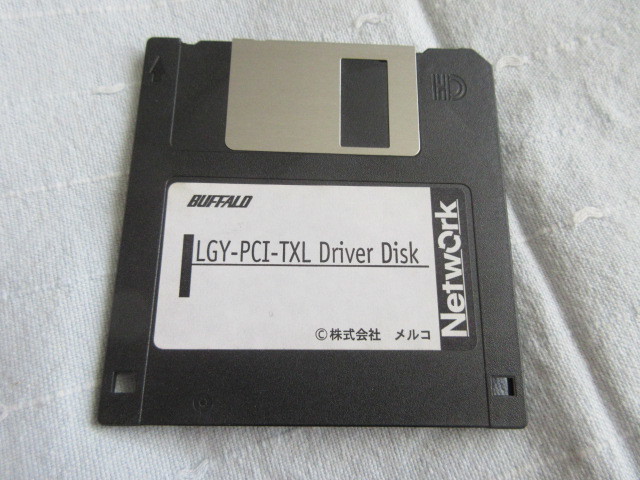 HD
BUFFALO
LGY-PCI-TXL Driver Disk
©株式会社 メルコ
Network